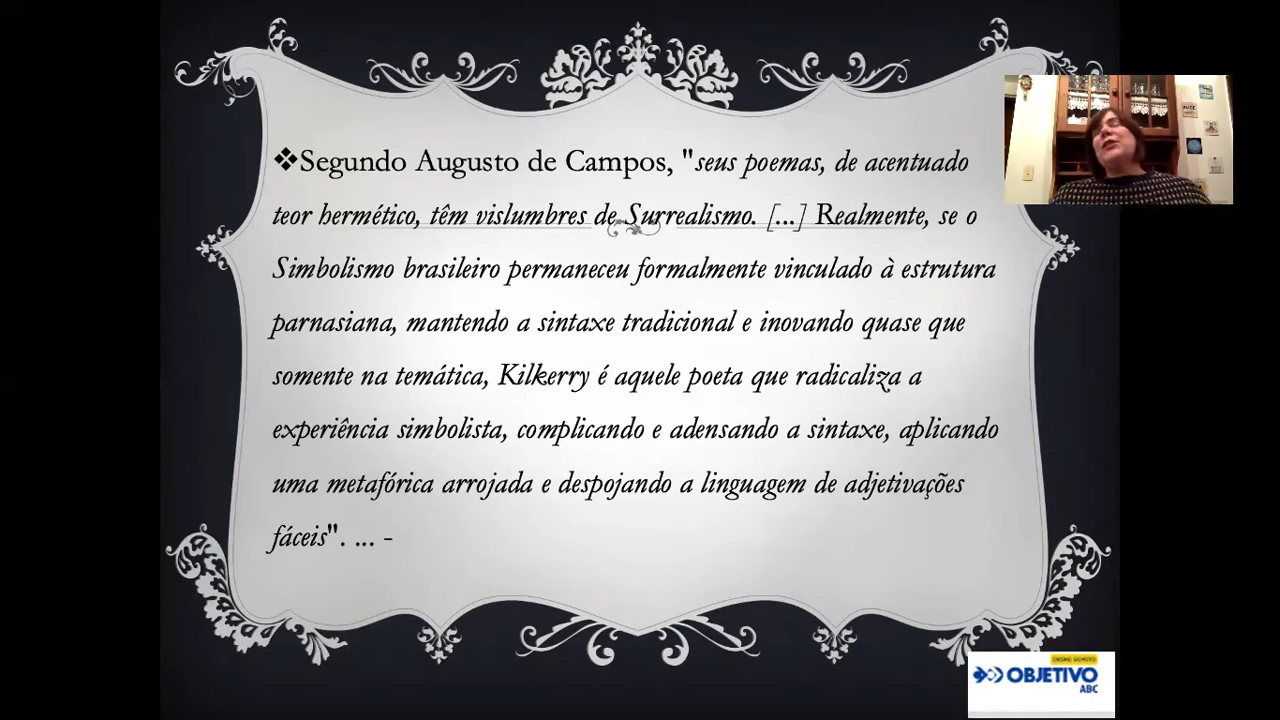 ❖Segundo Augusto de Campos, "seus poemas, de acentuado
teor hermético, têm vislumbres de Surrealismo. [...] Realmente, se o
Simbolismo brasileiro permaneceu formalmente vinculado à estrutura
parnasiana, mantendo a sintaxe tradicional e inovando quase que
somente na temática, Kilkerry é aquele poeta que radicaliza a
experiência simbolista, complicando e adensando a sintaxe, aplicando
uma metafórica arrojada e despojando a linguagem de adjetivações
fáceis". ... -
ENSINO REMOTO
OBJETIVO
ABC